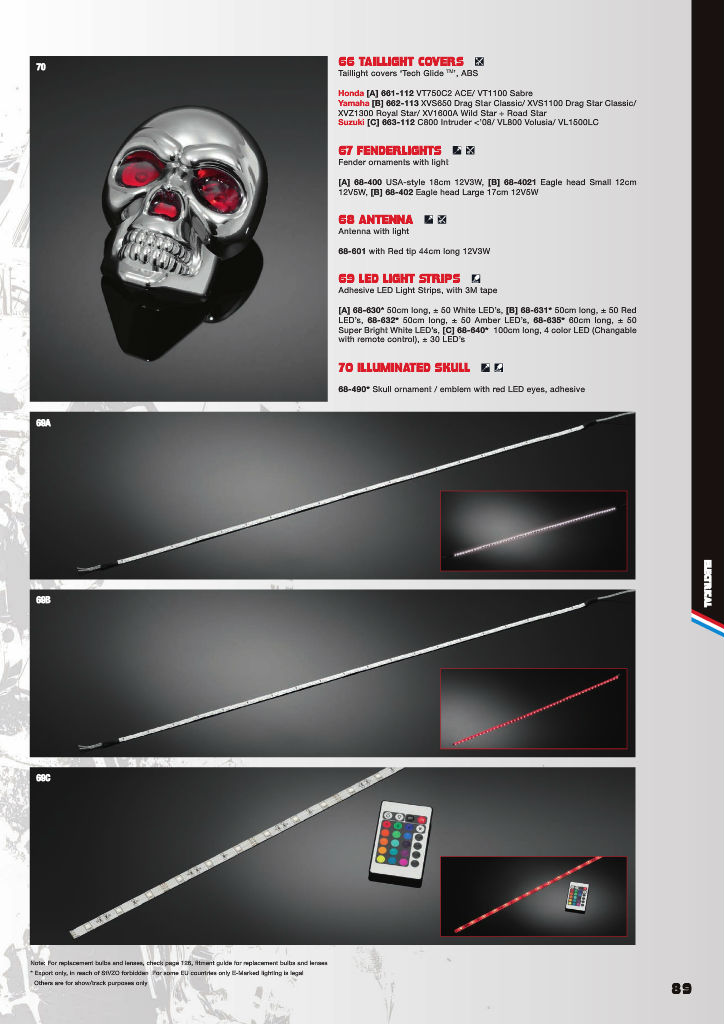 70
66 TAILLIGHT COVERS
Taillight covers 'Tech Glide ™', ABS
Honda [A] 661-112 VT750C2 ACE/ VT1100 Sabre
Yamaha [B] 662-113 XVS650 Drag Star Classic/ XVS1100 Drag Star Classic/
XVZ1300 Royal Star/ XV1600A Wild Star ÷ Road Star
Suzuki [C] 663-112 C800 Intruder <'08/ VL800 Volusia/ VL1500LC
67 FENDERLIGHTS
Fender ornaments with light
[A] 68-400 USA-style 18cm 12V3W, [B] 68-4021 Eagle head Small 12cm
12V5W, [B] 68-402 Eagle head Large 17cm 12V5W
68 ANTENNA
Antenna with light
68-601 with Red tip 44cm long 12V3W
69 LED LIGHT STRIPS
Adhesive LED Light Strips, with 3M tape
[A] 68-630* 50cm long, ± 50 White LED's, [B] 68-631* 50cm long, ± 50 Red
LED's, 68-632* 50cm long, ± 50 Amber LED's, 68-635* 60cm long, ± 50
Super Bright White LED's, [C] 68-640* 100cm long, 4 color LED (Changable
with remote control), ± 30 LED's
70 ILLUMINATED SKULL
68-490* Skull ornament / emblem with red LED eyes, adhesive
69A
69B
ELECTRICAL
69C
Note: For replacement bulbs and lenses, check page 126, fitment guide for replacement bulbs and lenses
* Export only, in reach of StVZO forbidden For some EU countries only E-Marked lighting is legal
Others are for show/track purposes only
89